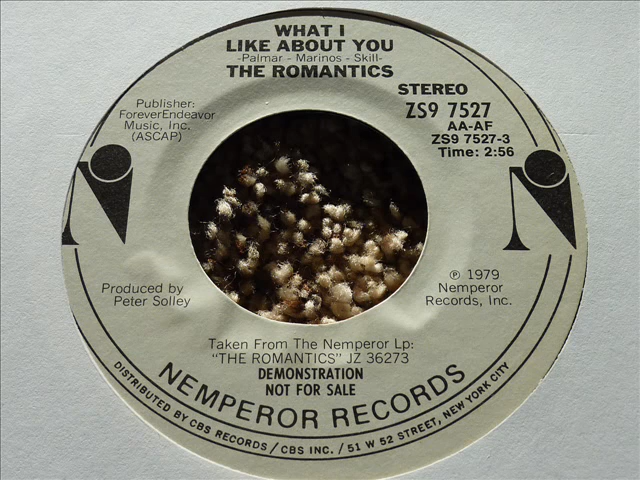 WHAT I
LIKE ABOUT YOU
-Palmar - Marinos - Skill-
THE ROMANTICS
STEREO
ZS9 7527
AA-AF
ZS9 7527-3
Time: 2:56
Publisher:
ForeverEndeavor
Music, Inc.
(ASCAP)
Produced by
Peter Solley
℗ 1979
Nemperor
Records, Inc.
Taken From The Nemperor Lp:
"THE ROMANTICS" JZ 36273
DEMONSTRATION
NOT FOR SALE
NEMPEROR RECORDS
DISTRIBUTED BY CBS RECORDS / CBS INC. / 51 W 52 STREET, NEW YORK CITY